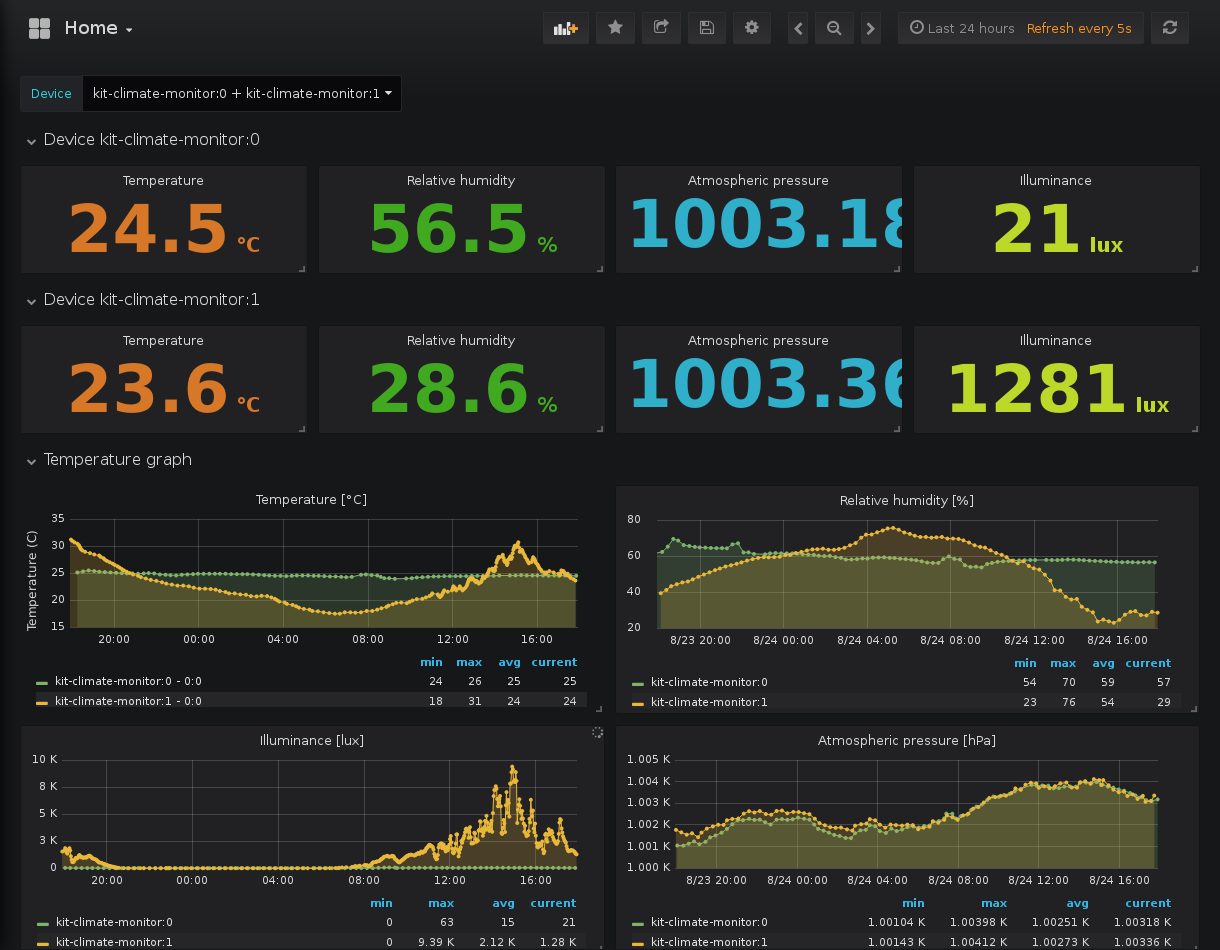 Home
Last 24 hours Refresh every 5s
Device kit-climate-monitor:0 + kit-climate-monitor:1
Device kit-climate-monitor:0
Temperature Relative humidity Atmospheric pressure Illuminance
24.5 °C 56.5 % 1003.18 21 lux
Device kit-climate-monitor:1
Temperature Relative humidity Atmospheric pressure Illuminance
23.6 °C 28.6 % 1003.36 1281 lux
Temperature graph
Temperature [°C]
Temperature (C)
35
30
25
20
15
20:00 00:00 04:00 08:00 12:00 16:00
min max avg current
kit-climate-monitor:0 - 0:0 24 26 25 25
kit-climate-monitor:1 - 0:0 18 31 24 24
Relative humidity [%]
80
60
40
20
8/23 20:00 8/24 00:00 8/24 04:00 8/24 08:00 8/24 12:00 8/24 16:00
min max avg current
kit-climate-monitor:0 54 70 59 57
kit-climate-monitor:1 23 76 54 29
Illuminance [lux]
10 K
8 K
5 K
3 K
0
20:00 00:00 04:00 08:00 12:00 16:00
min max avg current
kit-climate-monitor:0 0 63 15 21
kit-climate-monitor:1 0 9.39 K 2.12 K 1.28 K
Atmospheric pressure [hPa]
1.005 K
1.004 K
1.003 K
1.002 K
1.001 K
1.000 K
8/23 20:00 8/24 00:00 8/24 04:00 8/24 08:00 8/24 12:00 8/24 16:00
min max avg current
kit-climate-monitor:0 1.00104 K 1.00398 K 1.00251 K 1.00318 K
kit-climate-monitor:1 1.00143 K 1.00412 K 1.00273 K 1.00336 K